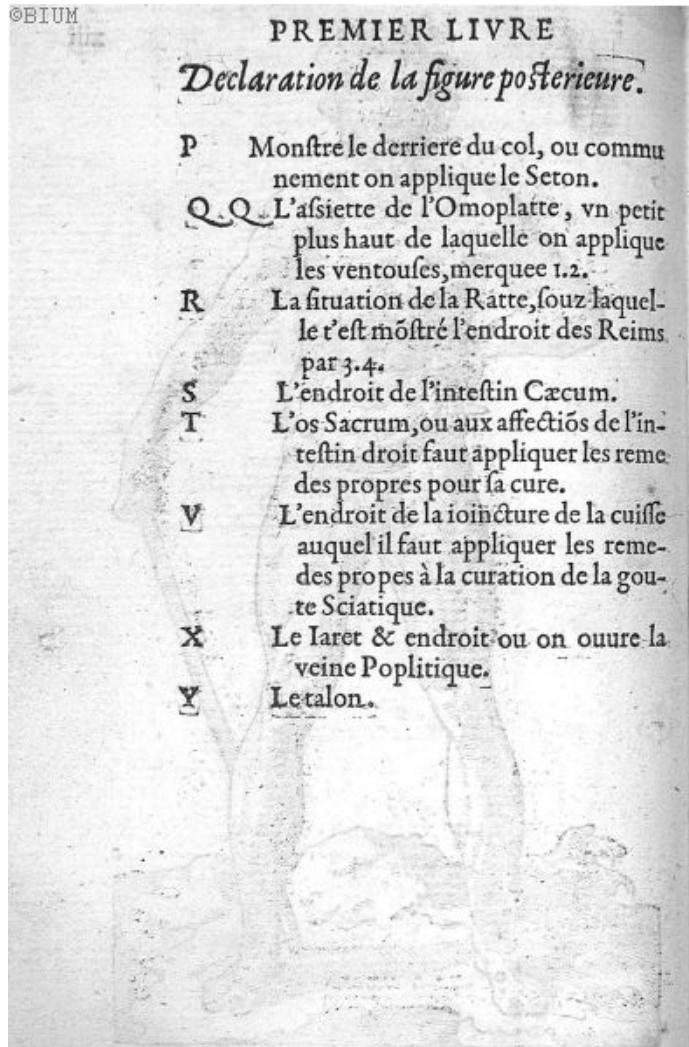 ©BIUM
PREMIER LIVRE
Declaration de la figure posterieure.
P Monſtre le derriere du col, ou commu
nement on applique le Seton.
Q Q L'aſsiette de l'Omoplatte, vn petit
plus haut de laquelle on applique
les ventouſes, merquee 1.2.
R La ſituation de la Ratte, ſouz laquel-
le t'eſt mõſtré l'endroit des Reims
par 3.4.
S L'endroit de l'inteſtin Cæcum.
T L'os Sacrum, ou aux affectiõs de l'in-
teſtin droit faut appliquer les reme
des propres pour ſa cure.
V L'endroit de la ioincture de la cuiſſe
auquel il faut appliquer les reme-
des propes à la curation de la gou-
te Sciatique.
X Le Iaret & endroit ou on ouure la
veine Poplitique.
Y Le talon.